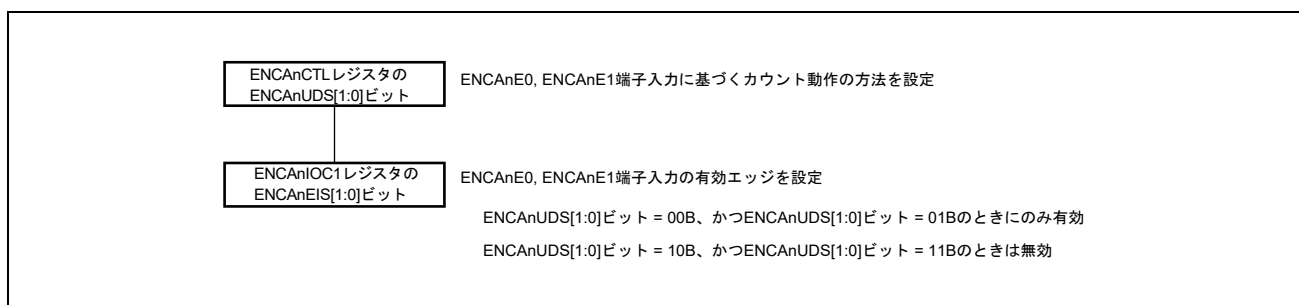 ENCAnCTLレジスタの
ENCAnUDS[1:0]ビット
ENCAnE0, ENCAnE1端子入力に基づくカウント動作の方法を設定
ENCAnIOC1レジスタの
ENCAnEIS[1:0]ビット
ENCAnE0, ENCAnE1端子入力の有効エッジを設定
ENCAnUDS[1:0]ビット = 00B、かつENCAnUDS[1:0]ビット = 01Bのときにのみ有効
ENCAnUDS[1:0]ビット = 10B、かつENCAnUDS[1:0]ビット = 11Bのときは無効